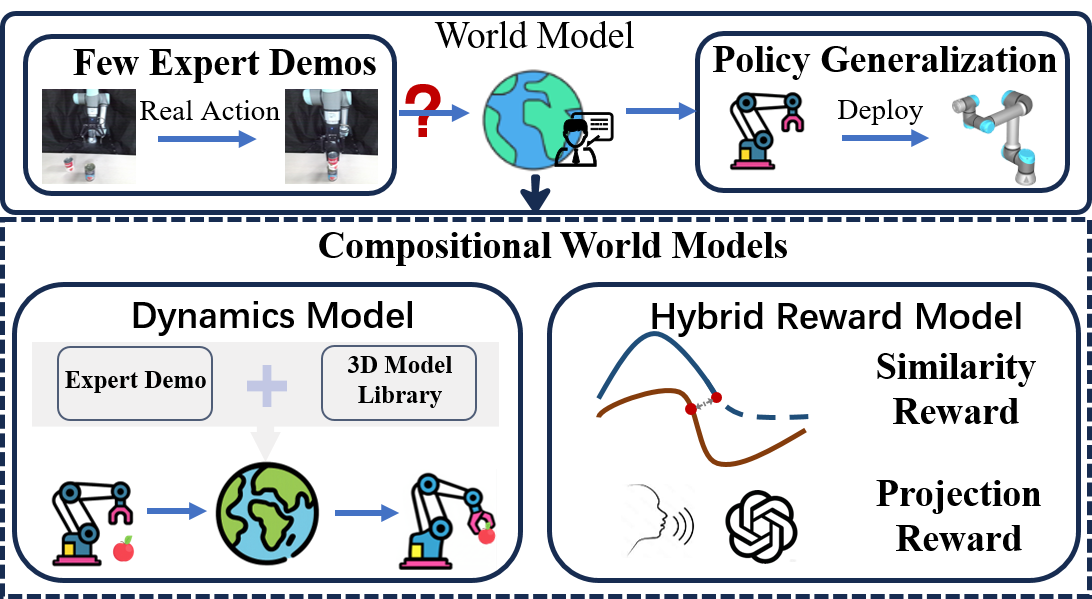 World Model
Few Expert Demos
Real Action
?
Policy Generalization
Deploy
Compositional World Models
Dynamics Model
Expert Demo
3D Model
Library
Hybrid Reward Model
Similarity
Reward
Projection
Reward